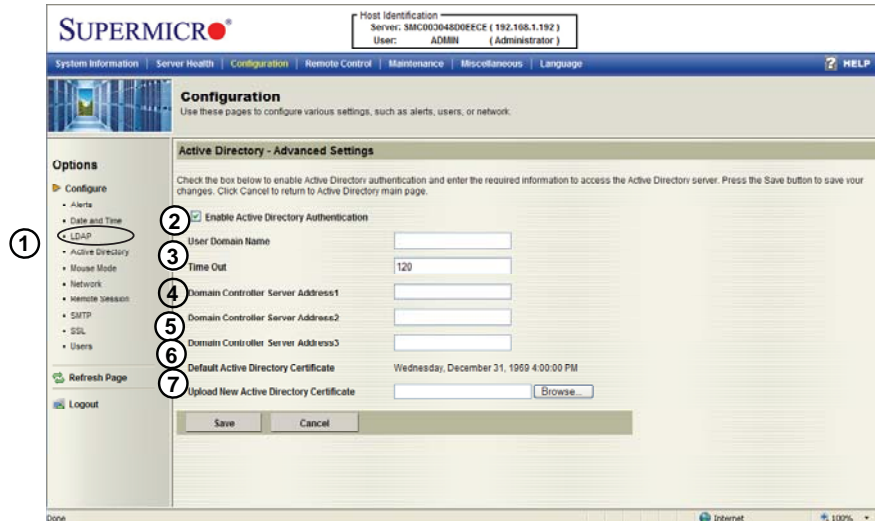 SUPERMICRO
Host Identification
Server: SMC003048D0EECE ( 192.168.1.192 )
User: ADMIN ( Administrator )
System Information Server Health Configuration Remote Control Maintenance Miscellaneous Language HELP
Configuration
Use these pages to configure various settings, such as alerts, users, or network.
Options
Configure
Alerts
Date and Time
1 LDAP
Active Directory
Mouse Mode
Network
Remote Session
SMTP
SSL
Users
Refresh Page
Logout
Active Directory - Advanced Settings
Check the box below to enable Active Directory authentication and enter the required information to access the Active Directory server. Press the Save button to save your
changes. Click Cancel to return to Active Directory main page.
2 Enable Active Directory Authentication
User Domain Name
3
Time Out 120
4 Domain Controller Server Address1
Domain Controller Server Address2
5
Domain Controller Server Address3
6
Default Active Directory Certificate Wednesday, December 31, 1969 4:00:00 PM
7
Upload New Active Directory Certificate Browse...
Save Cancel
Done Internet 100%